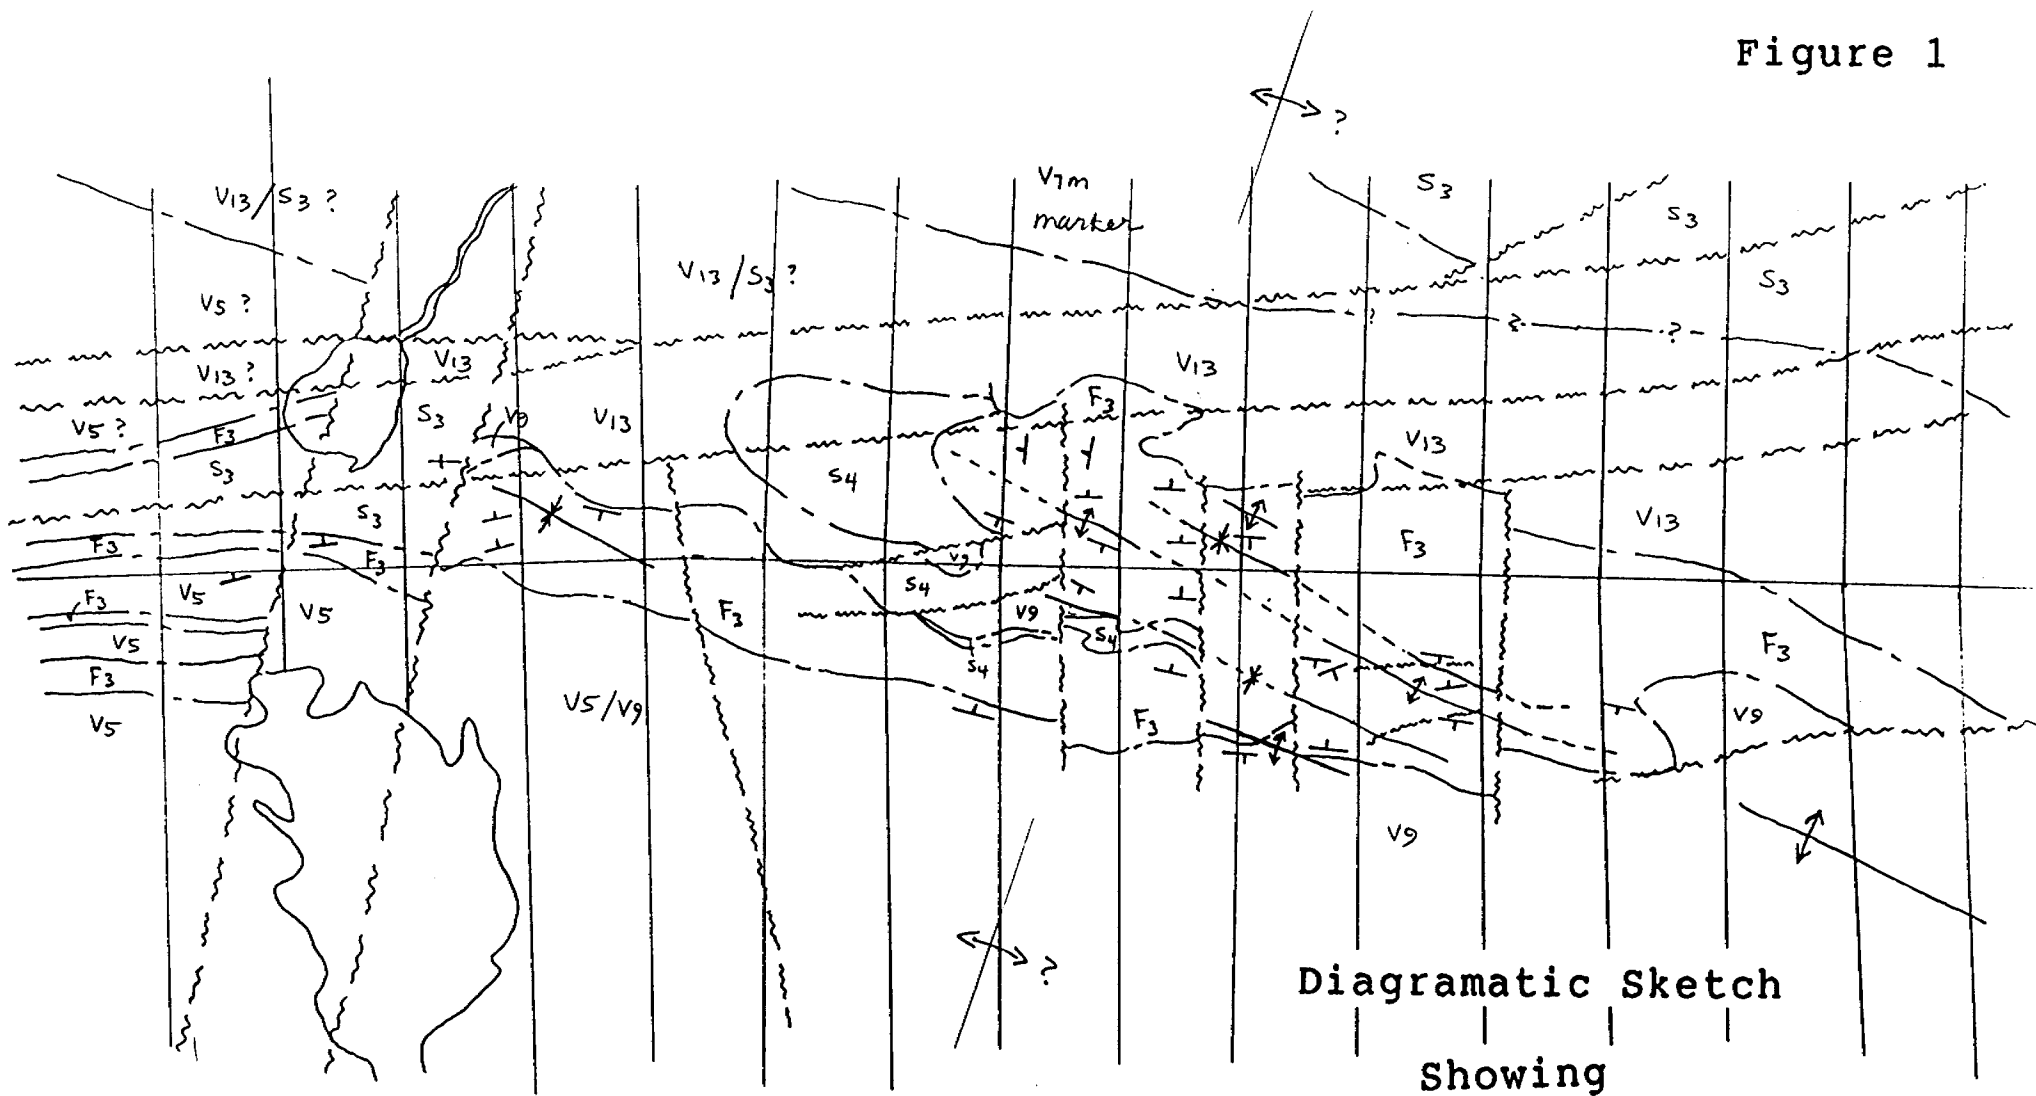 Figure 1
?
V7m
marker
S3
V13/S3 ?
S3
V13/S3 ?
S3
V5 ?
? ? ?
V13 ?
V13
V13
F3
S3
V9
V13
V5 ?
F3
V13
S3
S4
S3
V13
F3
F3
F3
V9
V5
S4
F3
V5
F3
V9
V5
S4
S4
F3
F3
V5/V9
V9
V5
F3
V9
?
Diagramatic Sketch
Showing